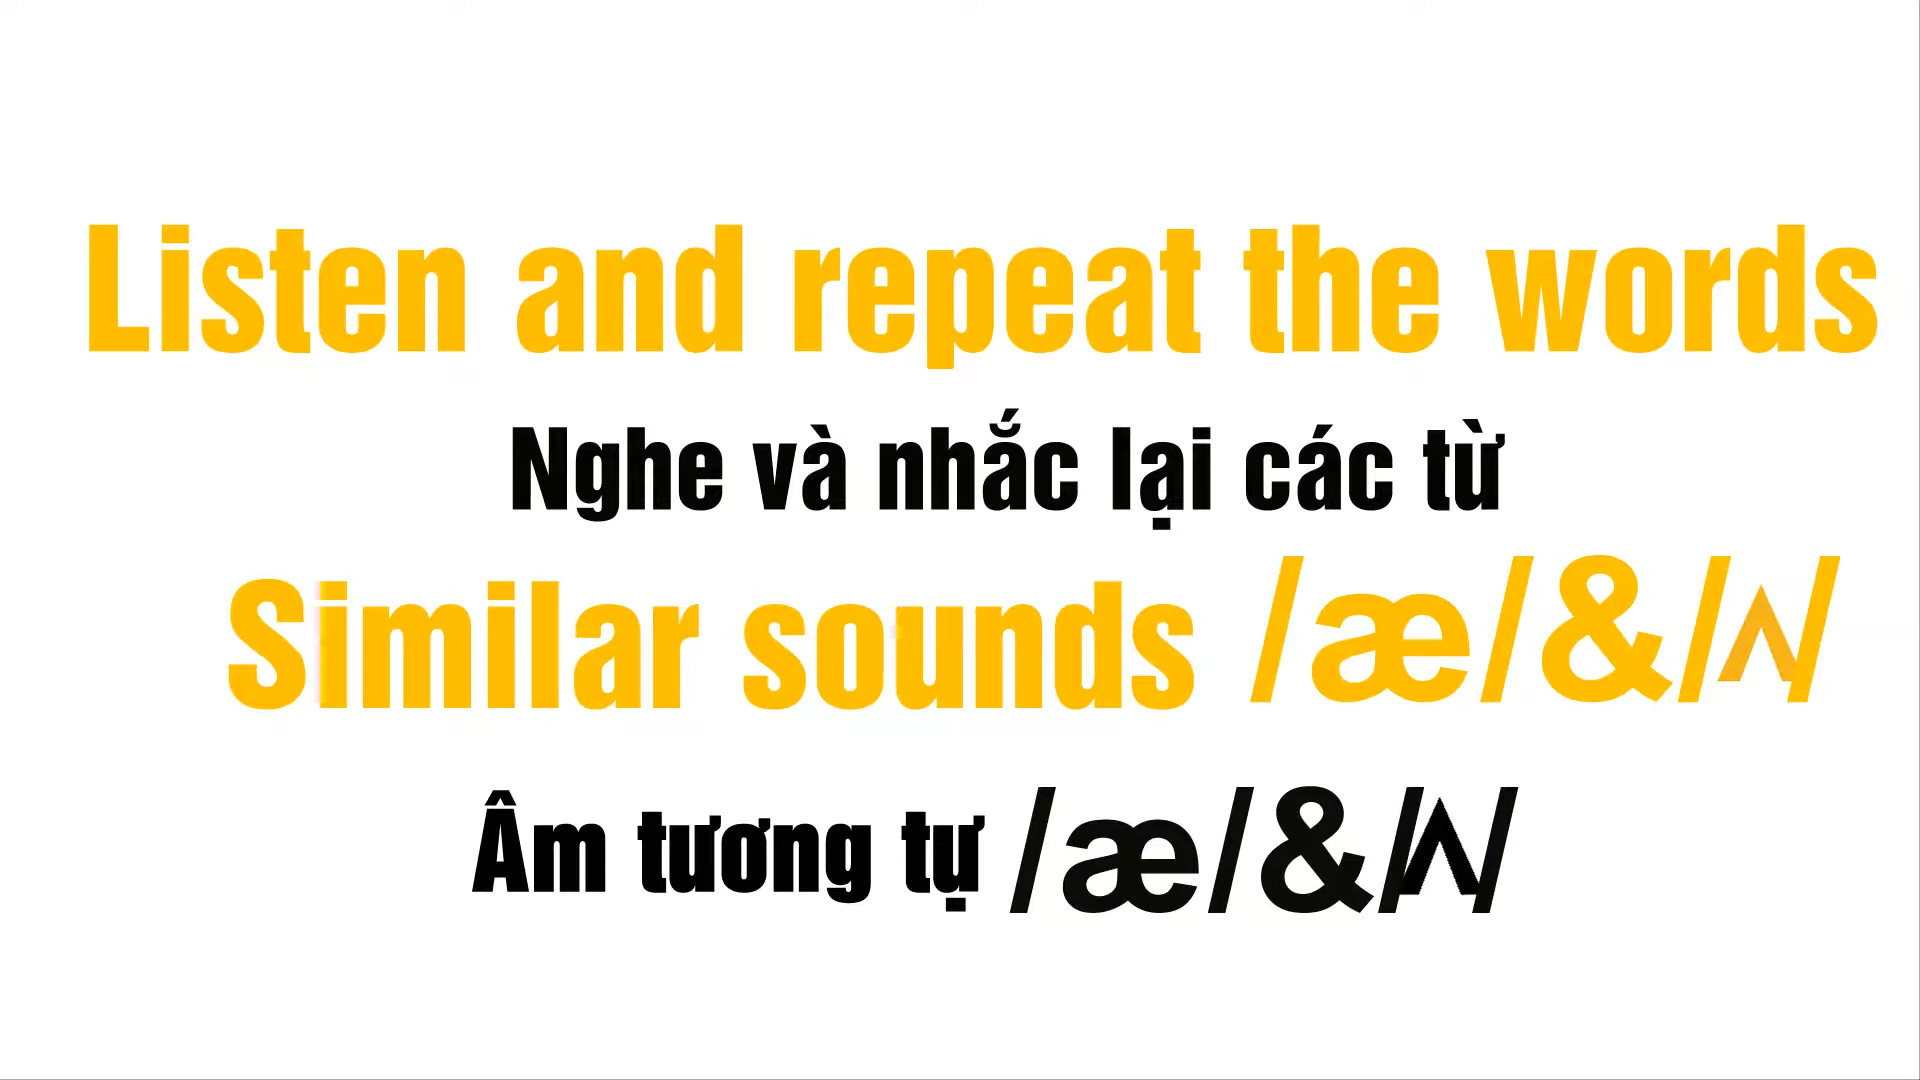 Listen and repeat the words
Nghe và nhắc lại các từ
Similar sounds /æ/&/ʌ/
Âm tương tự /æ/&/ʌ/